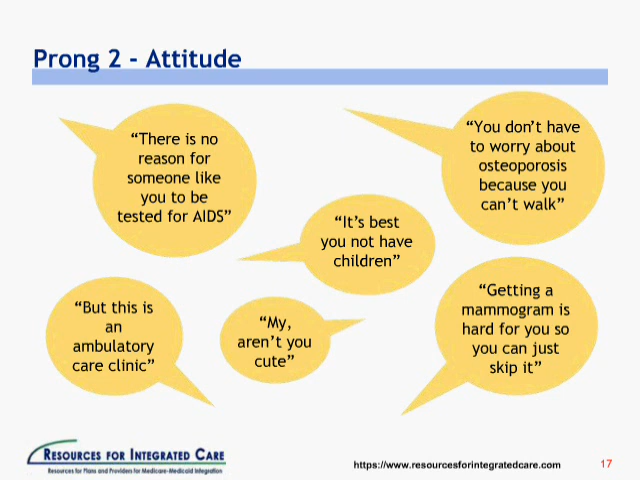 Prong 2 - Attitude
“There is no
reason for
someone like
you to be
tested for AIDS”
“You don’t have
to worry about
osteoporosis
because you
can’t walk”
“It’s best
you not have
children”
“But this is
an
ambulatory
care clinic”
“My,
aren’t you
cute”
“Getting a
mammogram is
hard for you so
you can just
skip it”
RESOURCES FOR INTEGRATED CARE
Resources for Plans and Providers for Medicare-Medicaid Integration
https://www.resourcesforintegratedcare.com
17